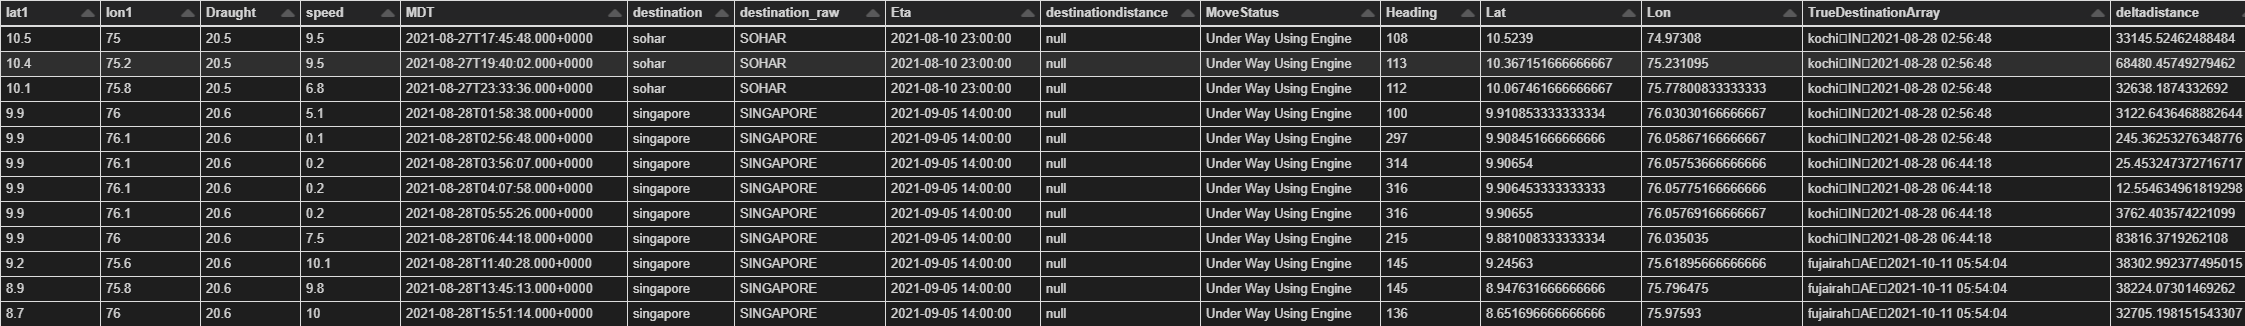 lat1 lon1 Draught speed MDT destination destination_raw Eta destinationdistance MoveStatus Heading Lat Lon TrueDestinationArray deltadistance
10.5 75 20.5 9.5 2021-08-27T17:45:48.000+0000 sohar SOHAR 2021-08-10 23:00:00 null Under Way Using Engine 108 10.5239 74.97308 kochi□IN□2021-08-28 02:56:48 33145.52462488484
10.4 75.2 20.5 9.5 2021-08-27T19:40:02.000+0000 sohar SOHAR 2021-08-10 23:00:00 null Under Way Using Engine 113 10.367151666666667 75.231095 kochi□IN□2021-08-28 02:56:48 68480.45749279462
10.1 75.8 20.5 6.8 2021-08-27T23:33:36.000+0000 sohar SOHAR 2021-08-10 23:00:00 null Under Way Using Engine 112 10.067461666666667 75.77800833333333 kochi□IN□2021-08-28 02:56:48 32638.1874332692
9.9 76 20.6 5.1 2021-08-28T01:58:38.000+0000 singapore SINGAPORE 2021-09-05 14:00:00 null Under Way Using Engine 100 9.910853333333334 76.03030166666667 kochi□IN□2021-08-28 02:56:48 3122.6436468882644
9.9 76.1 20.6 0.1 2021-08-28T02:56:48.000+0000 singapore SINGAPORE 2021-09-05 14:00:00 null Under Way Using Engine 297 9.908451666666666 76.05867166666667 kochi□IN□2021-08-28 02:56:48 245.36253276348776
9.9 76.1 20.6 0.2 2021-08-28T03:56:07.000+0000 singapore SINGAPORE 2021-09-05 14:00:00 null Under Way Using Engine 314 9.90654 76.05753666666666 kochi□IN□2021-08-28 06:44:18 25.453247372716717
9.9 76.1 20.6 0.2 2021-08-28T04:07:58.000+0000 singapore SINGAPORE 2021-09-05 14:00:00 null Under Way Using Engine 316 9.906453333333333 76.05775166666666 kochi□IN□2021-08-28 06:44:18 12.554634961819298
9.9 76.1 20.6 0.2 2021-08-28T05:55:26.000+0000 singapore SINGAPORE 2021-09-05 14:00:00 null Under Way Using Engine 316 9.90655 76.05769166666667 kochi□IN□2021-08-28 06:44:18 3762.403574221099
9.9 76 20.6 7.5 2021-08-28T06:44:18.000+0000 singapore SINGAPORE 2021-09-05 14:00:00 null Under Way Using Engine 215 9.881008333333334 76.035035 kochi□IN□2021-08-28 06:44:18 83816.3719262108
9.2 75.6 20.6 10.1 2021-08-28T11:40:28.000+0000 singapore SINGAPORE 2021-09-05 14:00:00 null Under Way Using Engine 145 9.24563 75.61895666666666 fujairah□AE□2021-10-11 05:54:04 38302.992377495015
8.9 75.8 20.6 9.8 2021-08-28T13:45:13.000+0000 singapore SINGAPORE 2021-09-05 14:00:00 null Under Way Using Engine 145 8.947631666666666 75.796475 fujairah□AE□2021-10-11 05:54:04 38224.07301469262
8.7 76 20.6 10 2021-08-28T15:51:14.000+0000 singapore SINGAPORE 2021-09-05 14:00:00 null Under Way Using Engine 136 8.651696666666666 75.97593 fujairah□AE□2021-10-11 05:54:04 32705.198151543307